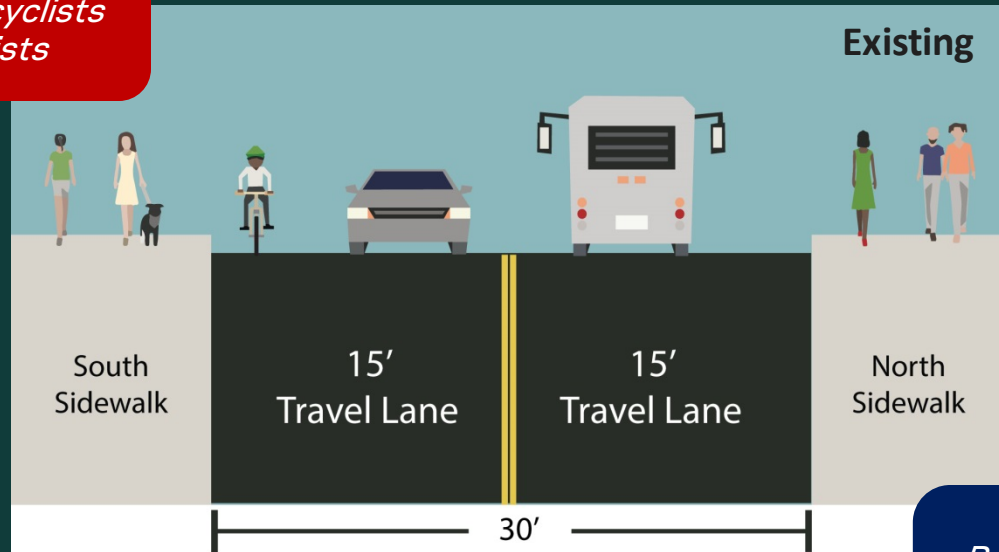 Existing
South
Sidewalk
15’
Travel Lane
15’
Travel Lane
North
Sidewalk
30’